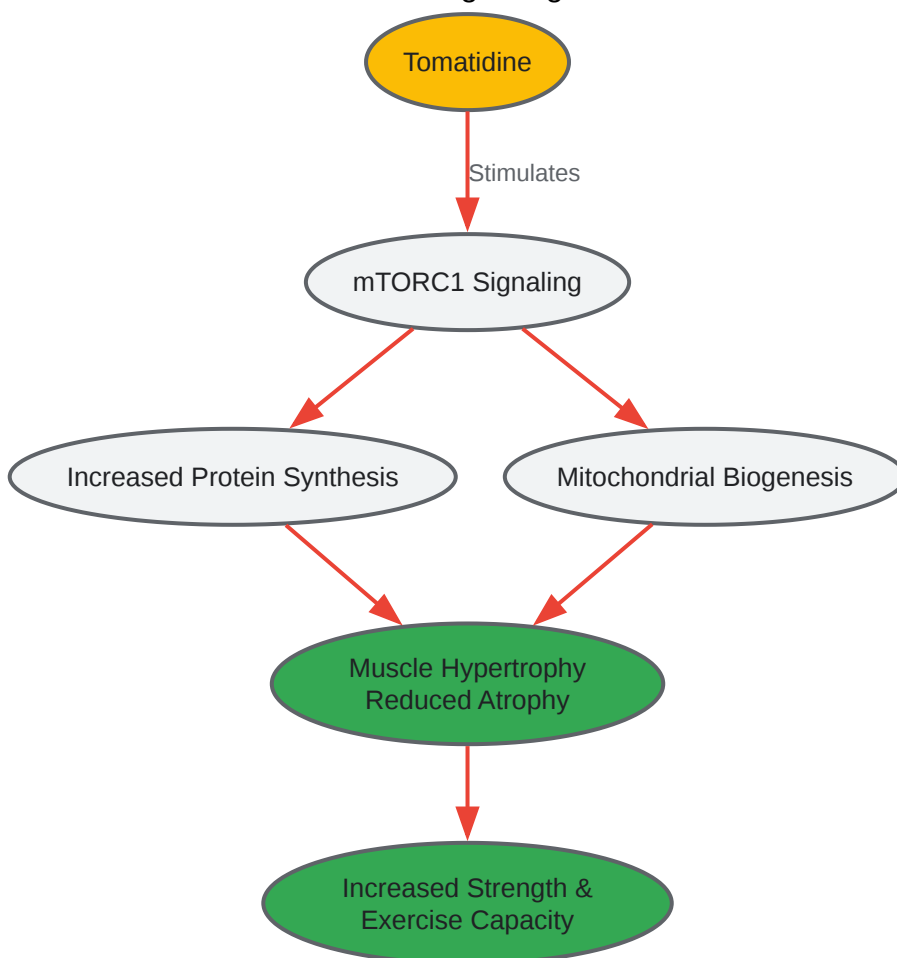 Tomatidine
Stimulates
mTORC1 Signaling
Increased Protein Synthesis
Mitochondrial Biogenesis
Muscle Hypertrophy
Reduced Atrophy
Increased Strength &
Exercise Capacity